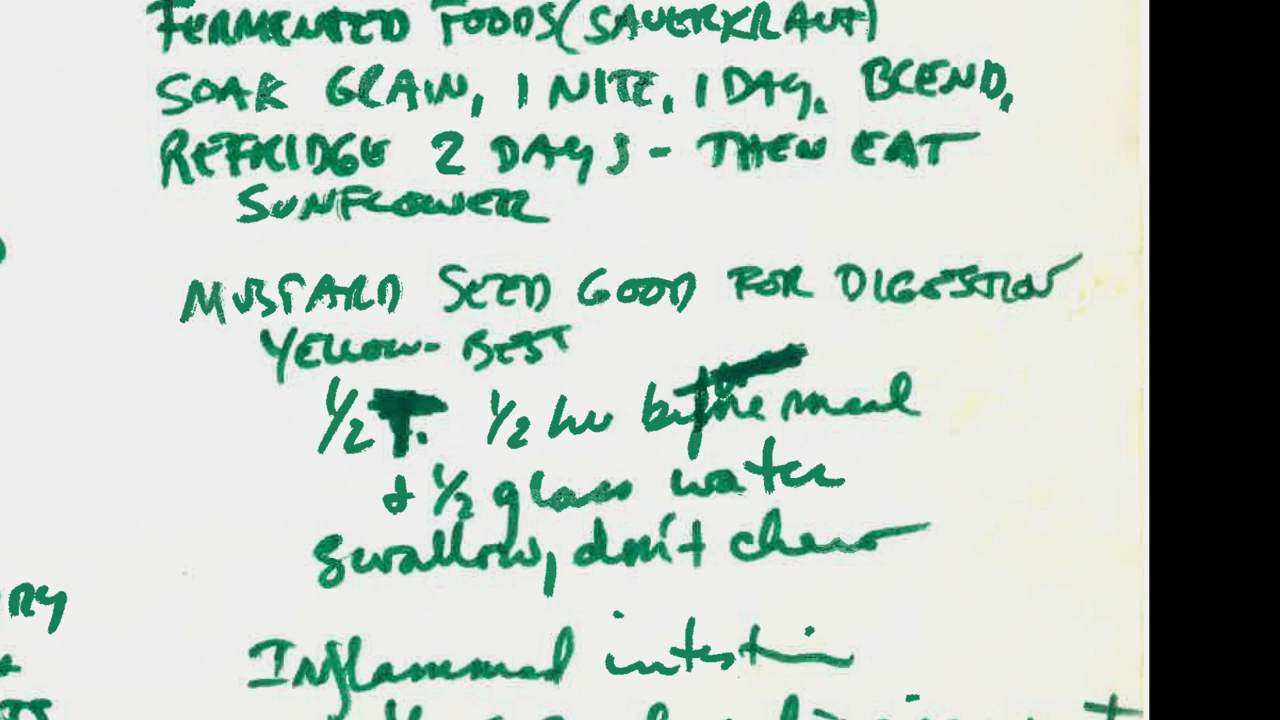 FERMENTED FOODS (SAUERKRAUT)
SOAK GRAIN, 1 NITE, 1 DAY. BLEND,
REFRIDGE 2 DAYS - THEN EAT
SUNFLOWER
MUSTARD SEED GOOD FOR DIGESTION
YELLOW - BEST
1/2 T. 1/2 hr before meal
+ 1/2 glass water
swallow, don't chew
RY
Inflammed intestin